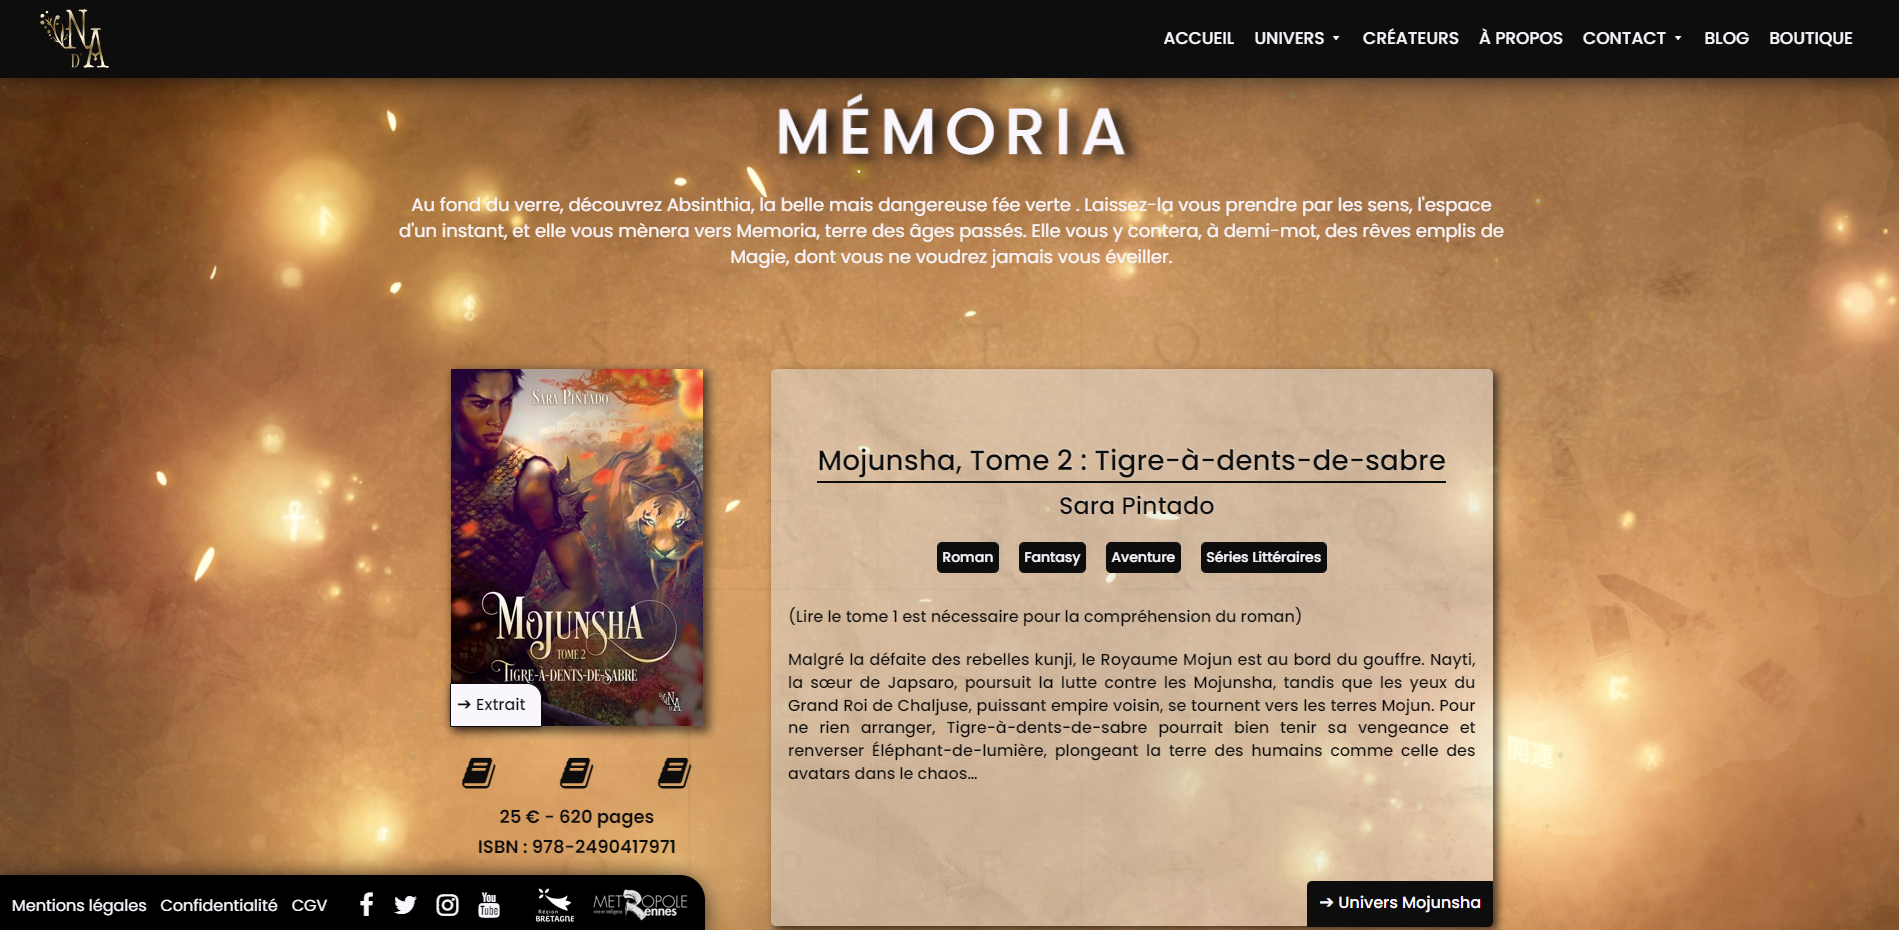 NA
D'
ACCUEIL UNIVERS CRÉATEURS À PROPOS CONTACT BLOG BOUTIQUE
MÉMORIA
Au fond du verre, découvrez Absinthia, la belle mais dangereuse fée verte . Laissez-la vous prendre par les sens, l'espace
d'un instant, et elle vous mènera vers Memoria, terre des âges passés. Elle vous y contera, à demi-mot, des rêves emplis de
Magie, dont vous ne voudrez jamais vous éveiller.
S A T O R
SARA PINTADO
MOJUNSHA
TOME 2
TIGRE-À-DENTS-DE-SABRE
NA
➔ Extrait
25 € - 620 pages
ISBN : 978-2490417971
Mojunsha, Tome 2 : Tigre-à-dents-de-sabre
Sara Pintado
Roman Fantasy Aventure Séries Littéraires
(Lire le tome 1 est nécessaire pour la compréhension du roman)
Malgré la défaite des rebelles kunji, le Royaume Mojun est au bord du gouffre. Nayti,
la sœur de Japsaro, poursuit la lutte contre les Mojunsha, tandis que les yeux du
Grand Roi de Chaljuse, puissant empire voisin, se tournent vers les terres Mojun. Pour
ne rien arranger, Tigre-à-dents-de-sabre pourrait bien tenir sa vengeance et
renverser Éléphant-de-lumière, plongeant la terre des humains comme celle des
avatars dans le chaos...
➔ Univers Mojunsha
Mentions légales Confidentialité CGV
You
Tube
Région
BRETAGNE
METROPOLE
Rennes